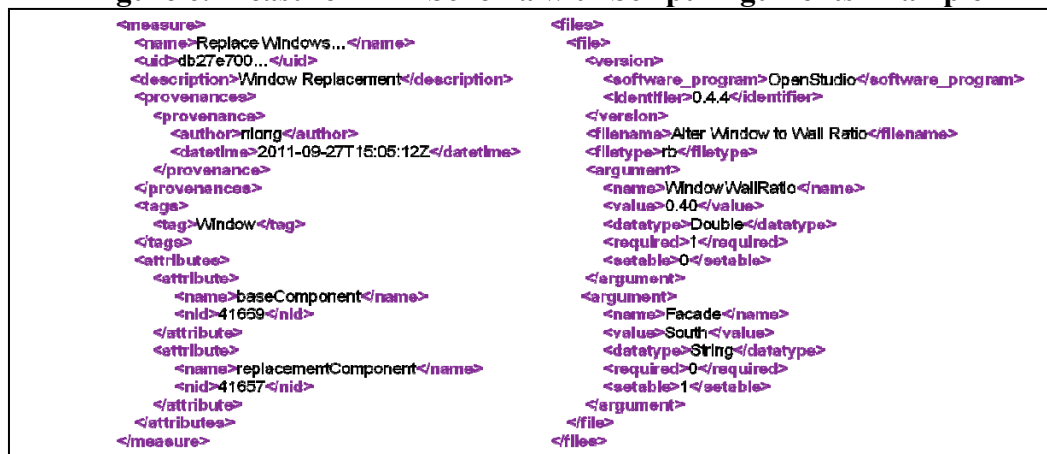 <measure>
<name>Replace Windows...</name>
<uid>db27e700...</uid>
<description>Window Replacement</description>
<provenances>
<provenance>
<author>nlong</author>
<datetime>2011-09-27T15:05:12Z</datetime>
</provenance>
</provenances>
<tags>
<tag>Window</tag>
</tags>
<attributes>
<attribute>
<name>baseComponent</name>
<nid>41669</nid>
</attribute>
<attribute>
<name>replacementComponent</name>
<nid>41657</nid>
</attribute>
</attributes>
</measure>
<files>
<file>
<version>
<software_program>OpenStudio</software_program>
<identifier>0.4.4</identifier>
</version>
<filename>Alter Window to Wall Ratio</filename>
<filetype>rb</filetype>
<argument>
<name>WindowWallRatio</name>
<value>0.40</value>
<datatype>Double</datatype>
<required>1</required>
<setable>0</setable>
</argument>
<argument>
<name>Facade</name>
<value>South</value>
<datatype>String</datatype>
<required>0</required>
<setable>1</setable>
</argument>
</file>
</files>